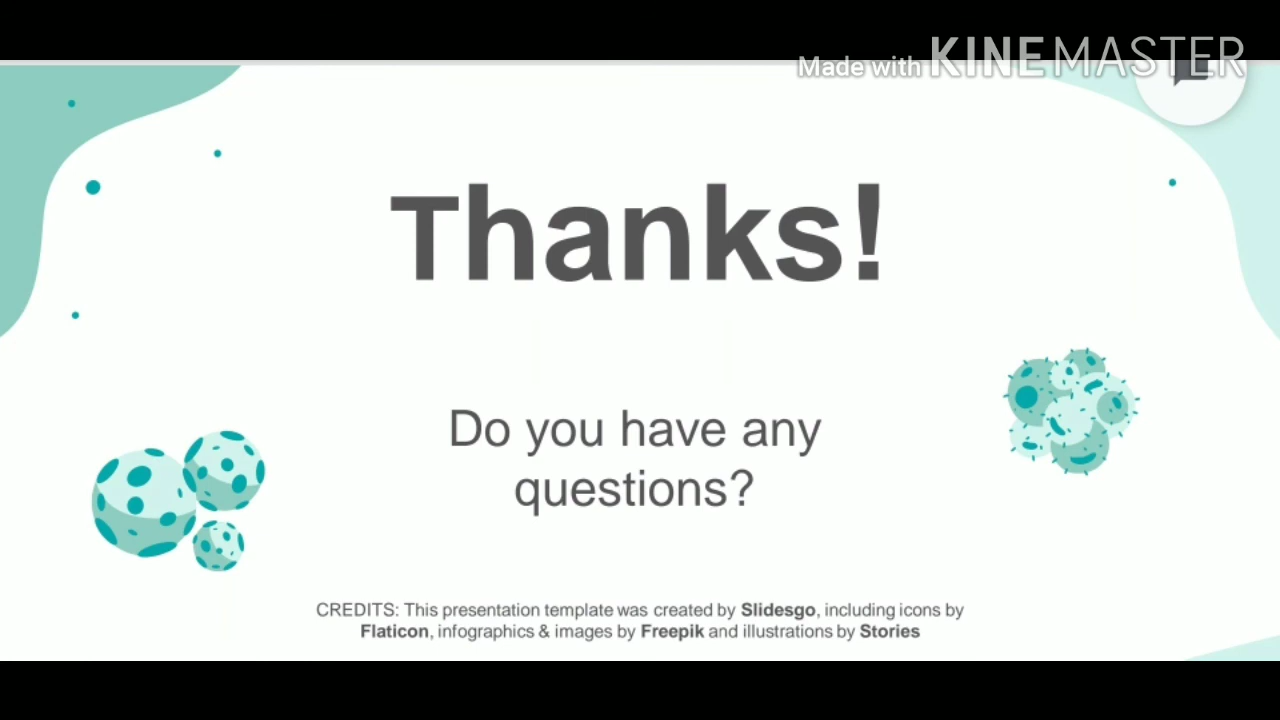 Made with KINEMASTER
Thanks!
Do you have any
questions?
CREDITS: This presentation template was created by Slidesgo, including icons by
Flaticon, infographics & images by Freepik and illustrations by Stories